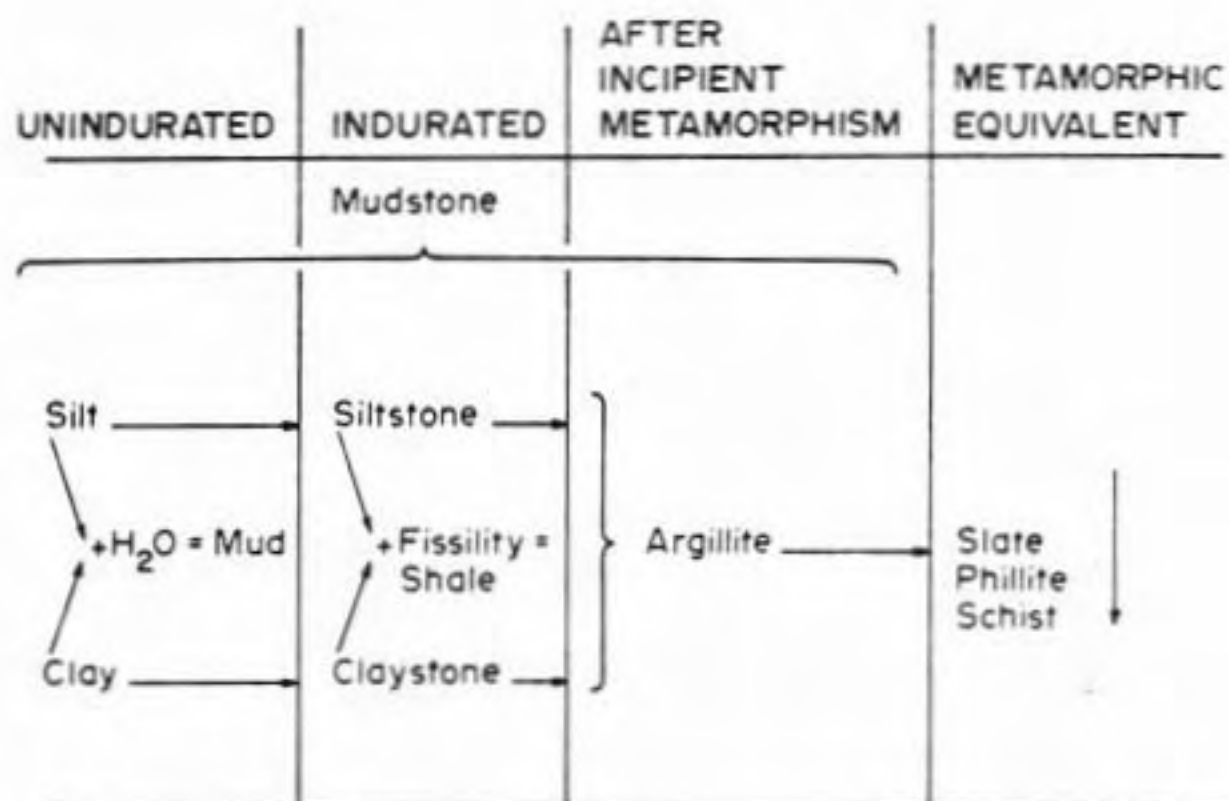 UNINDURATED
INDURATED
AFTER
INCIPIENT
METAMORPHISM
METAMORPHIC
EQUIVALENT
Mudstone
Silt
Siltstone
+H₂O = Mud
+ Fissility =
Shale
Argillite
Slate
Phillite
Schist
Clay
Claystone